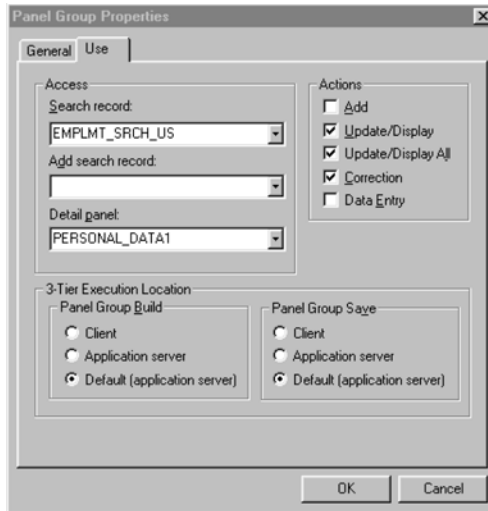 Panel Group Properties
General Use
Access
Search record:
EMPLMT_SRCH_US
Add search record:
Detail panel:
PERSONAL_DATA1
Actions
Add
Update/Display
Update/Display All
Correction
Data Entry
3-Tier Execution Location
Panel Group Build
Client
Application server
Default (application server)
Panel Group Save
Client
Application server
Default (application server)
OK Cancel